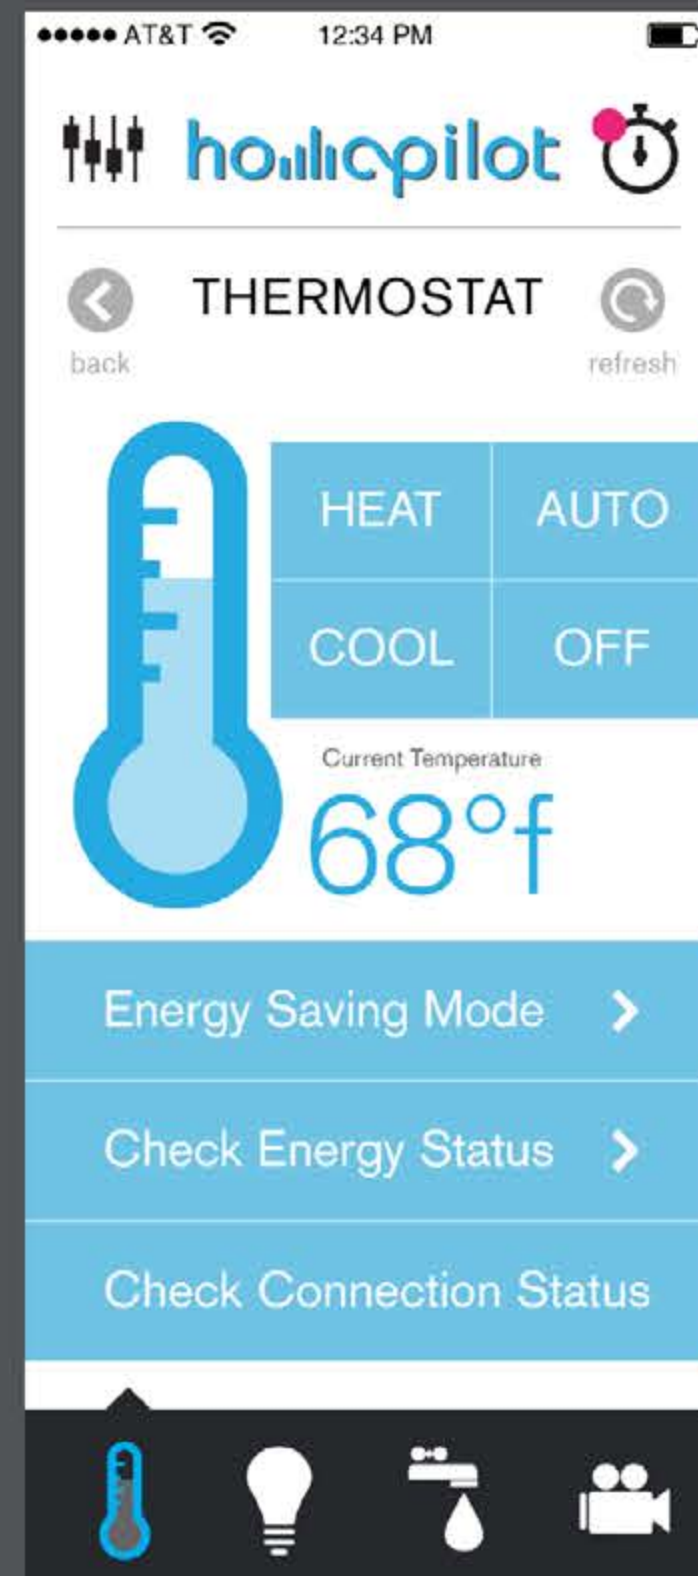 AT&T 12:34 PM
homepilot
THERMOSTAT
back refresh
HEAT AUTO
COOL OFF
Current Temperature
68°f
Energy Saving Mode
Check Energy Status
Check Connection Status